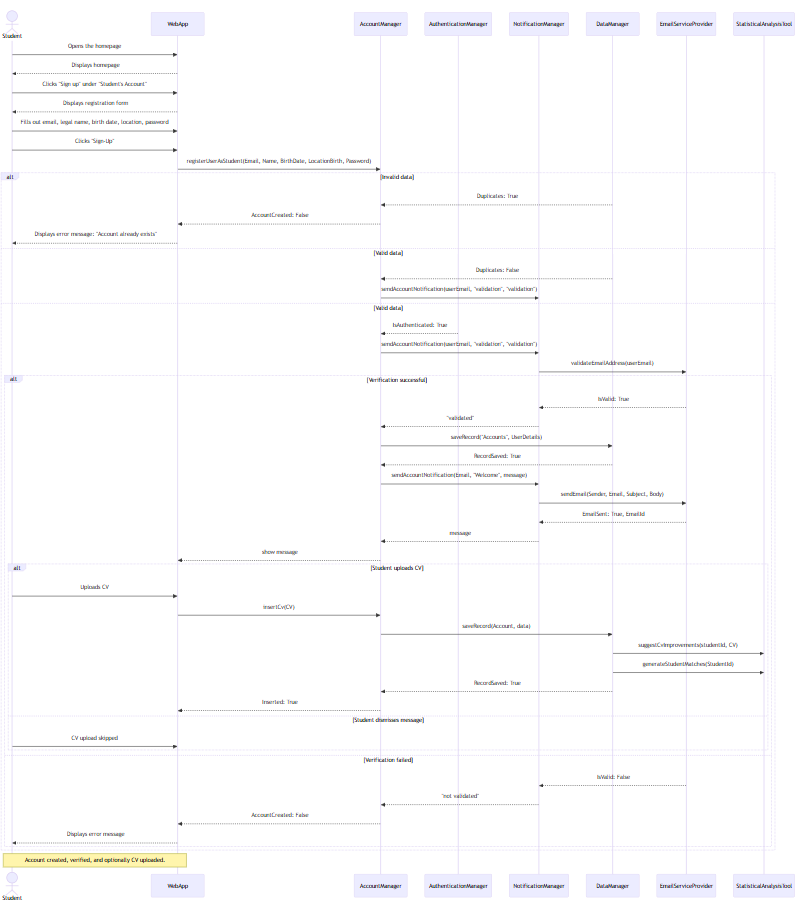 Student
WebApp
AccountManager
AuthenticationManager
NotificationManager
DataManager
EmailServiceProvider
StatisticalAnalysisTool
Opens the homepage
Displays homepage
Clicks "Sign up" under "Student's Account"
Displays registration form
Fills out email, legal name, birth date, location, password
Clicks "Sign-Up"
registerUserAsStudent(Email, Name, BirthDate, LocationBirth, Password)
alt
[Invalid data]
Duplicates: True
AccountCreated: False
Displays error message: "Account already exists"
[Valid data]
Duplicates: False
sendAccountNotification(userEmail, "validation", "validation")
[Valid data]
IsAuthenticated: True
sendAccountNotification(userEmail, "validation", "validation")
validateEmailAddress(userEmail)
alt
[Verification successful]
IsValid: True
"validated"
saveRecord("Accounts", UserDetails)
RecordSaved: True
sendAccountNotification(Email, "Welcome", message)
sendEmail(Sender, Email, Subject, Body)
EmailSent: True, EmailId
message
show message
alt
[Student uploads CV]
Uploads CV
insertCv(CV)
saveRecord(Account, data)
suggestCvImprovements(studentId, CV)
generateStudentMatches(StudentId)
RecordSaved: True
Inserted: True
[Student dismisses message]
CV upload skipped
[Verification failed]
IsValid: False
"not validated"
AccountCreated: False
Displays error message
Account created, verified, and optionally CV uploaded.
Student
WebApp
AccountManager
AuthenticationManager
NotificationManager
DataManager
EmailServiceProvider
StatisticalAnalysisTool